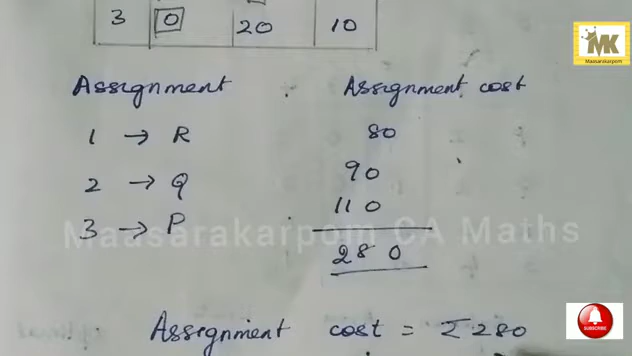 3 0 20 10
MK
Maasarakarpom
Assignment Assignment cost
1 → R 80
2 → Q 90
3 → P 110
Maasarakarpom CA Maths
280
Assignment cost = ₹ 280
SUBSCRIBE